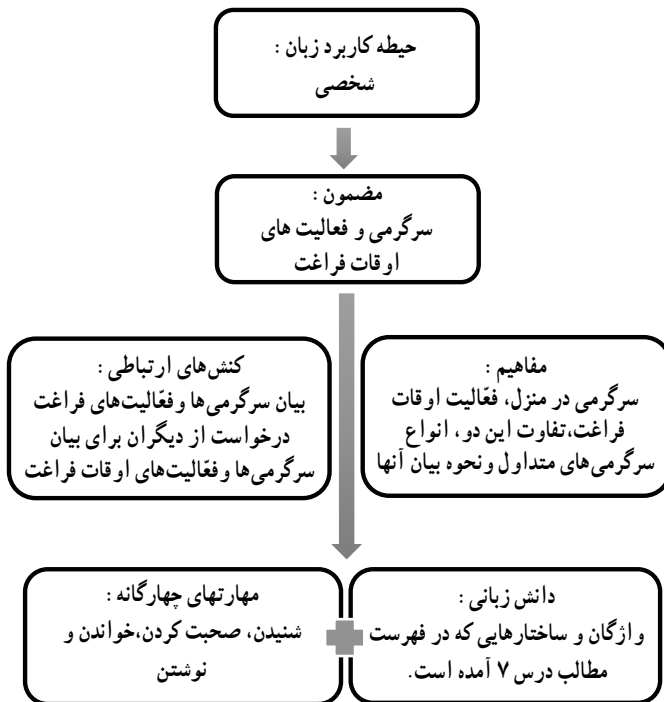 حیطه کاربرد زبان :
شخصی
مضمون :
سرگرمی و فعالیت های
اوقات فراغت
مفاهیم :
سرگرمی در منزل، فعّالیت اوقات
فراغت،تفاوت این دو، انواع
سرگرمی‌های متداول ونحوه بیان آنها
کنش‌های ارتباطی :
بیان سرگرمی‌ها وفعّالیت‌های فراغت
درخواست از دیگران برای بیان
سرگرمی‌ها وفعّالیت‌های اوقات فراغت
دانش زبانی :
واژگان و ساختارهایی که در فهرست
مطالب درس ۷ آمده است.
مهارتهای چهارگانه :
شنیدن، صحبت کردن،خواندن و
نوشتن